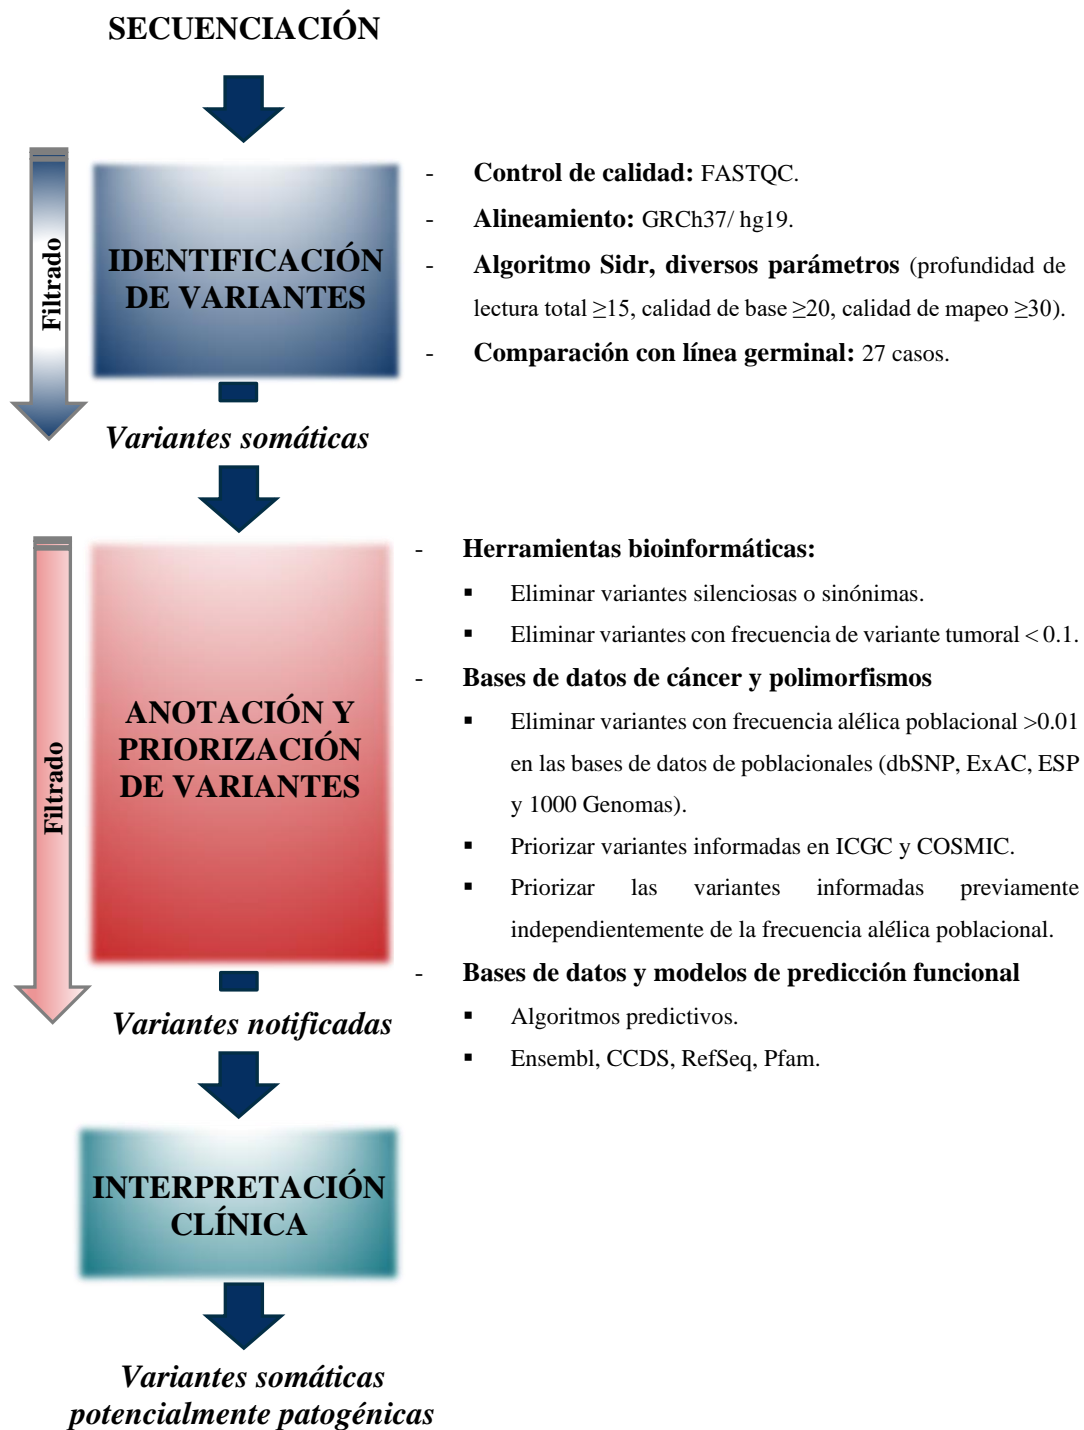 SECUENCIACIÓN
Filtrado
IDENTIFICACIÓN
DE VARIANTES
- Control de calidad: FASTQC.
- Alineamiento: GRCh37/ hg19.
- Algoritmo Sidr, diversos parámetros (profundidad de
lectura total ≥15, calidad de base ≥20, calidad de mapeo ≥30).
- Comparación con línea germinal: 27 casos.
Variantes somáticas
Filtrado
ANOTACIÓN Y
PRIORIZACIÓN
DE VARIANTES
- Herramientas bioinformáticas:
▪ Eliminar variantes silenciosas o sinónimas.
▪ Eliminar variantes con frecuencia de variante tumoral < 0.1.
- Bases de datos de cáncer y polimorfismos
▪ Eliminar variantes con frecuencia alélica poblacional >0.01
en las bases de datos de poblacionales (dbSNP, ExAC, ESP
y 1000 Genomas).
▪ Priorizar variantes informadas en ICGC y COSMIC.
▪ Priorizar las variantes informadas previamente
independientemente de la frecuencia alélica poblacional.
- Bases de datos y modelos de predicción funcional
▪ Algoritmos predictivos.
▪ Ensembl, CCDS, RefSeq, Pfam.
Variantes notificadas
INTERPRETACIÓN
CLÍNICA
Variantes somáticas
potencialmente patogénicas